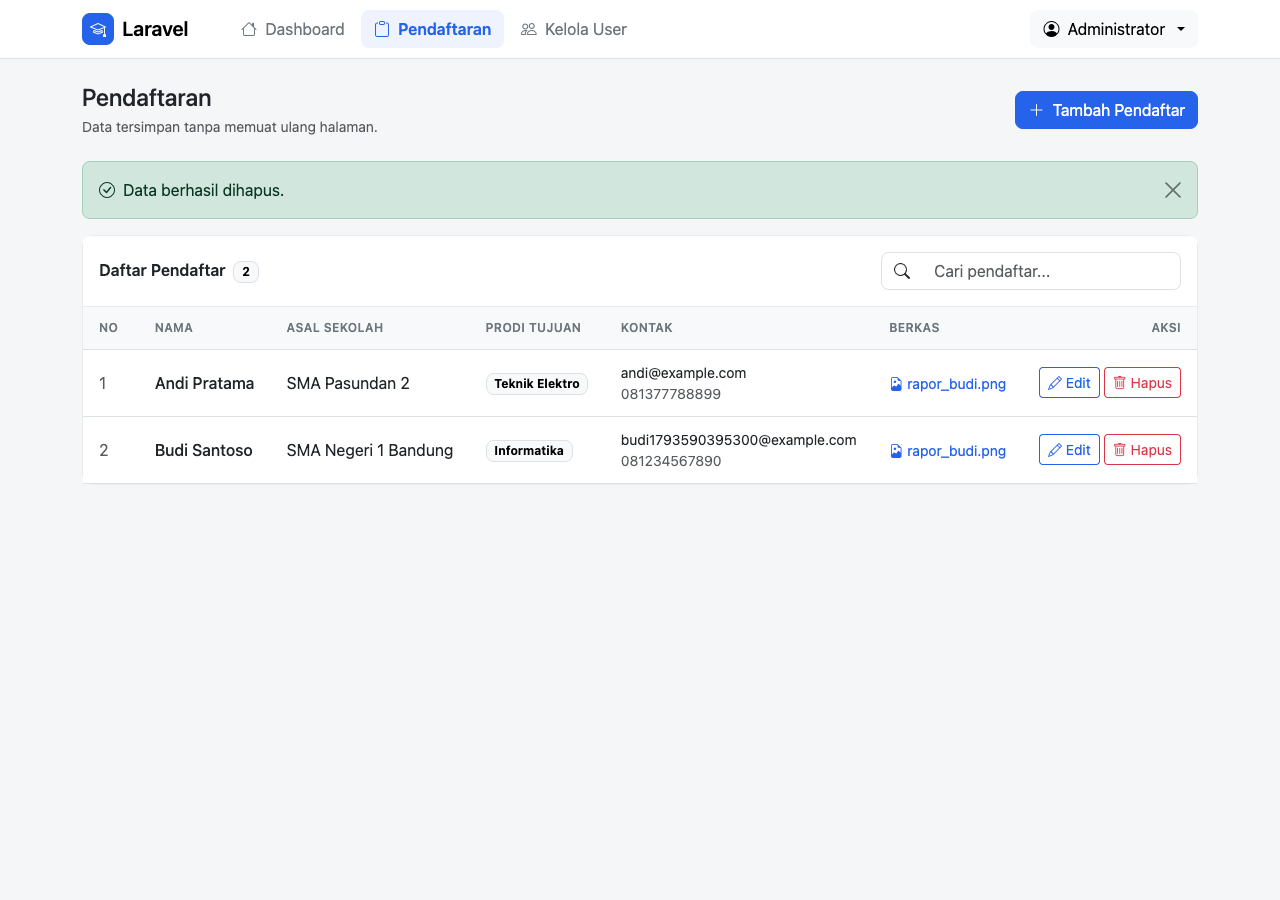 Laravel Dashboard Pendaftaran Kelola User Administrator
Pendaftaran
Data tersimpan tanpa memuat ulang halaman.
Tambah Pendaftar
Data berhasil dihapus.
Daftar Pendaftar 2
Cari pendaftar...
NO NAMA ASAL SEKOLAH PRODI TUJUAN KONTAK BERKAS AKSI
1 Andi Pratama SMA Pasundan 2 Teknik Elektro andi@example.com rapor_budi.png Edit Hapus
081377788899
2 Budi Santoso SMA Negeri 1 Bandung Informatika budi1793590395300@example.com rapor_budi.png Edit Hapus
081234567890